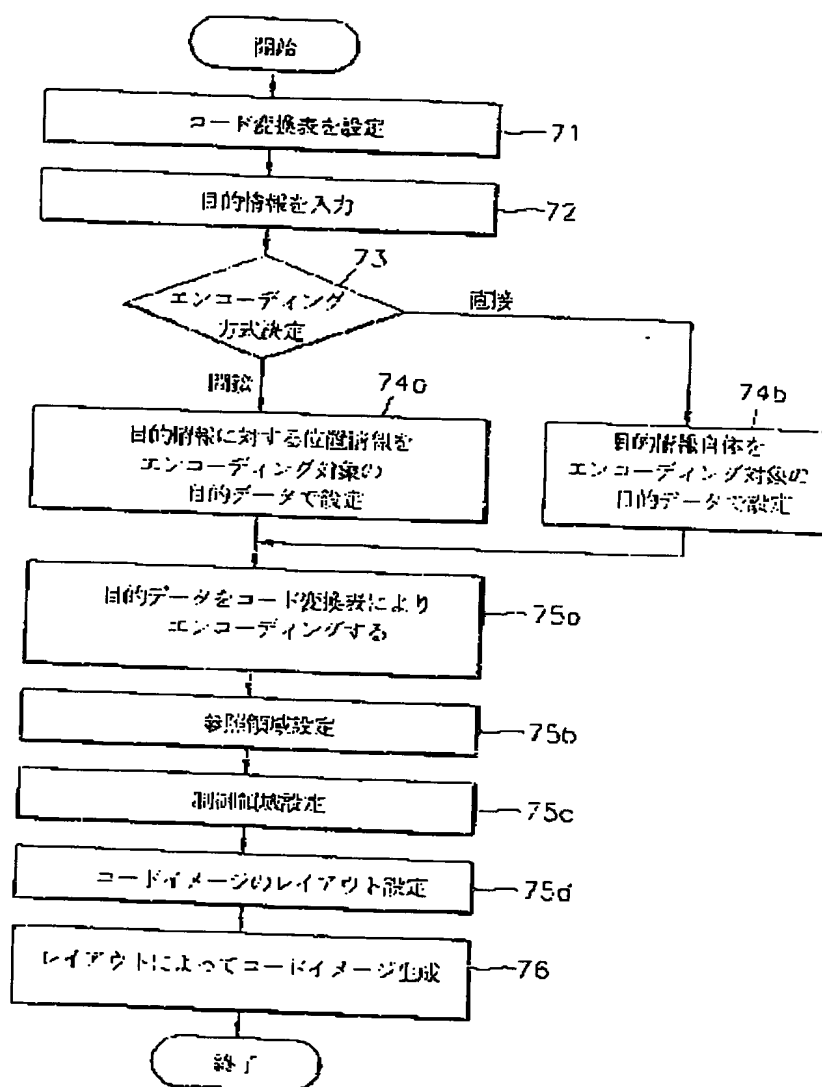 開始
コード変換表を設定
71
目的情報を入力
72
73
エンコーディング
方式決定
直接
間接
74a
74b
目的情報に対する位置情報を
エンコーディング対象の
目的データで設定
目的情報自体を
エンコーディング対象の
目的データで設定
目的データをコード変換表により
エンコーディングする
75a
参照領域設定
75b
制御領域設定
75c
コードイメージのレイアウト設定
75d
レイアウトによってコードイメージ生成
76
終了